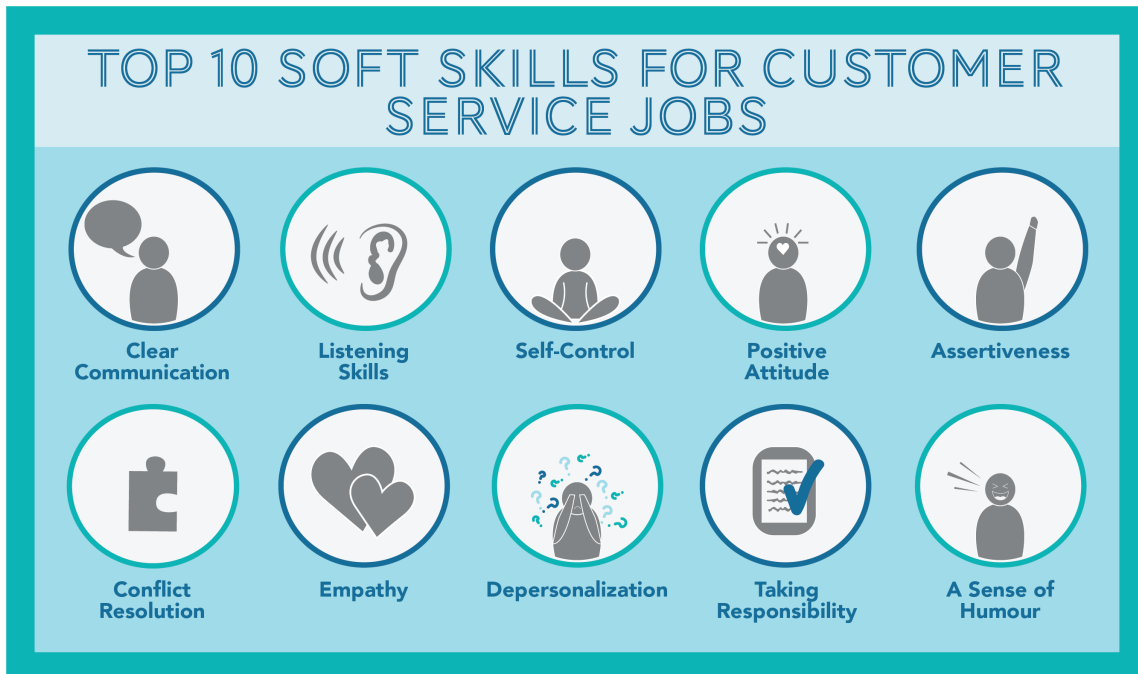 TOP 10 SOFT SKILLS FOR CUSTOMER
SERVICE JOBS
Clear
Communication
Listening
Skills
Self-Control
Positive
Attitude
Assertiveness
Conflict
Resolution
Empathy
Depersonalization
Taking
Responsibility
A Sense of
Humour